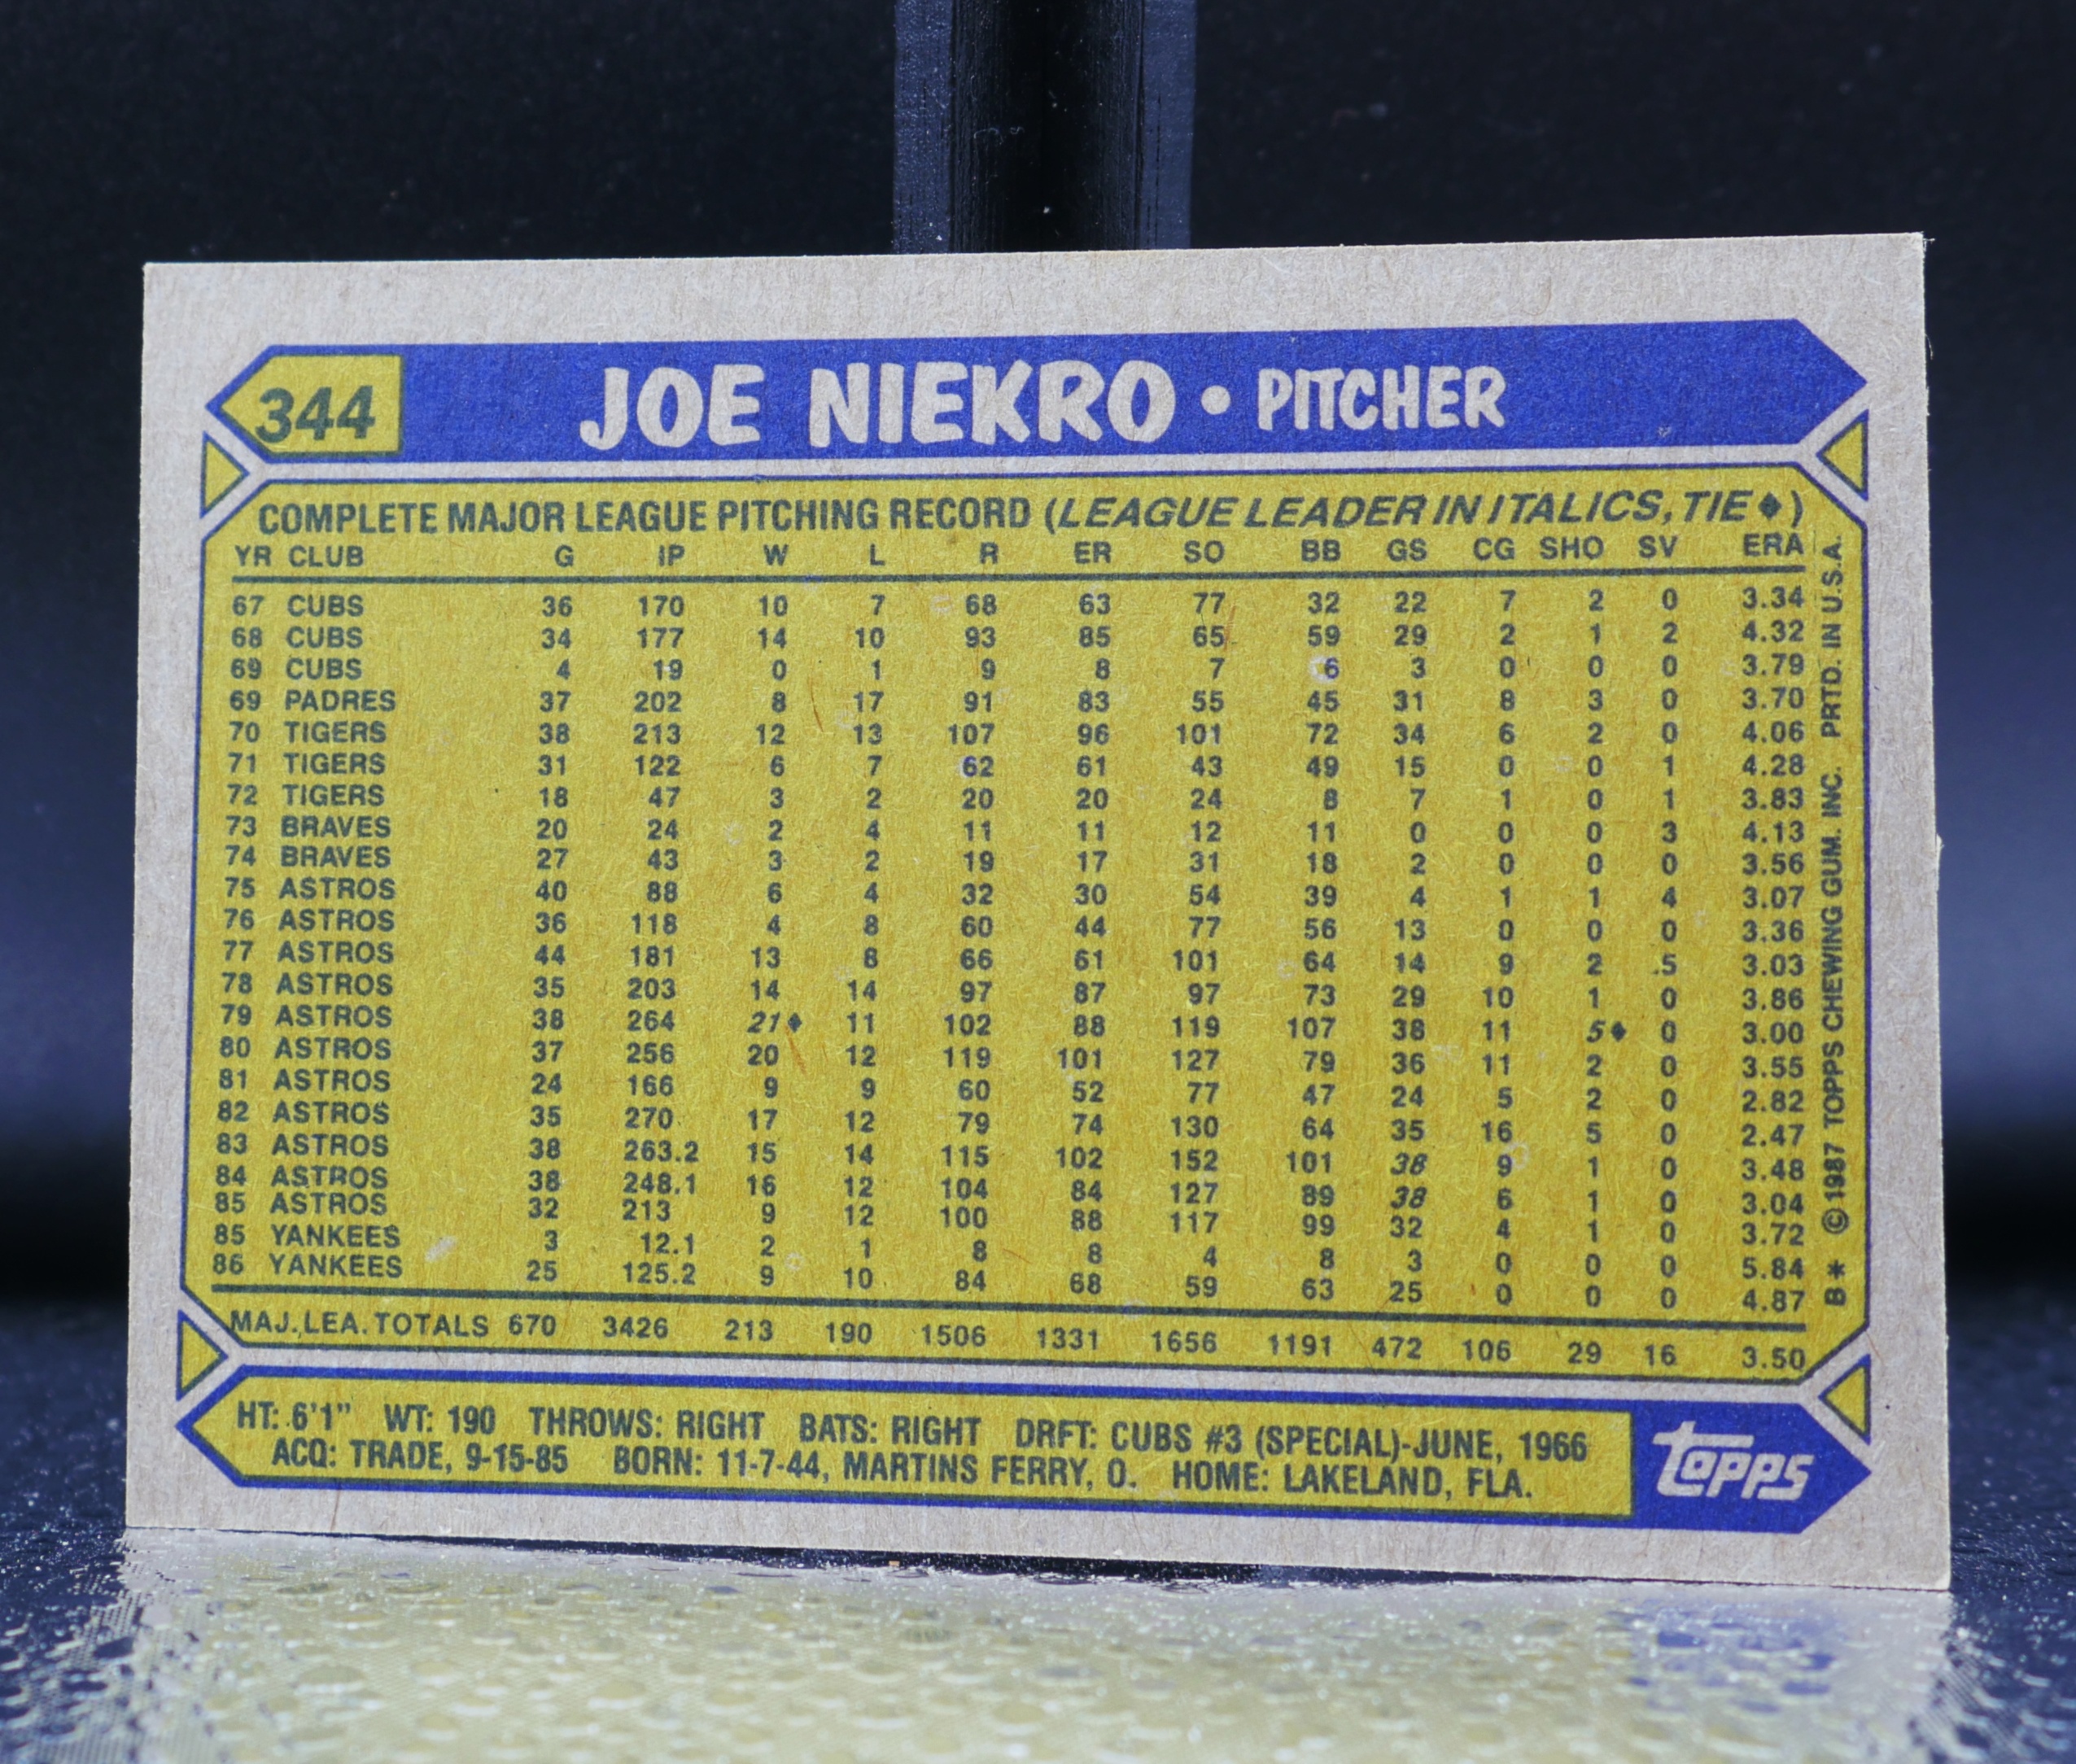 344 JOE NIEKRO • PITCHER
COMPLETE MAJOR LEAGUE PITCHING RECORD (LEAGUE LEADER IN ITALICS, TIE ♦)
YR CLUB G IP W L R ER SO BB GS CG SHO SV ERA
67 CUBS 36 170 10 7 68 63 77 32 22 7 2 0 3.34
68 CUBS 34 177 14 10 93 85 65 59 29 2 1 2 4.32
69 CUBS 4 19 0 1 9 8 7 6 3 0 0 0 3.79
69 PADRES 37 202 8 17 91 83 55 45 31 8 3 0 3.70
70 TIGERS 38 213 12 13 107 96 101 72 34 6 2 0 4.06
71 TIGERS 31 122 6 7 62 61 43 49 15 0 0 1 4.28
72 TIGERS 18 47 3 2 20 20 24 8 7 1 0 1 3.83
73 BRAVES 20 24 2 4 11 11 12 11 0 0 0 3 4.13
74 BRAVES 27 43 3 2 19 17 31 18 2 0 0 0 3.56
75 ASTROS 40 88 6 4 32 30 54 39 4 1 1 4 3.07
76 ASTROS 36 118 4 8 60 44 77 56 13 0 0 0 3.36
77 ASTROS 44 181 13 8 66 61 101 64 14 9 2 5 3.03
78 ASTROS 35 203 14 14 97 87 97 73 29 10 1 0 3.86
79 ASTROS 38 264 21♦ 11 102 88 119 107 38 11 5♦ 0 3.00
80 ASTROS 37 256 20 12 119 101 127 79 36 11 2 0 3.55
81 ASTROS 24 166 9 9 60 52 77 47 24 5 2 0 2.82
82 ASTROS 35 270 17 12 79 74 130 64 35 16 5 0 2.47
83 ASTROS 38 263.2 15 14 115 102 152 101 38 9 1 0 3.48
84 ASTROS 38 248.1 16 12 104 84 127 89 38 6 1 0 3.04
85 ASTROS 32 213 9 12 100 88 117 99 32 4 1 0 3.72
85 YANKEES 3 12.1 2 1 8 8 4 8 3 0 0 0 5.84
86 YANKEES 25 125.2 9 10 84 68 59 63 25 0 0 0 4.87
MAJ. LEA. TOTALS 670 3426 213 190 1506 1331 1656 1191 472 106 29 16 3.50
B* ©1987 TOPPS CHEWING GUM. INC. PRTD. IN U.S.A.
HT: 6'1" WT: 190 THROWS: RIGHT BATS: RIGHT DRFT: CUBS #3 (SPECIAL)-JUNE, 1966
ACQ: TRADE, 9-15-85 BORN: 11-7-44, MARTINS FERRY, O. HOME: LAKELAND, FLA.
topps